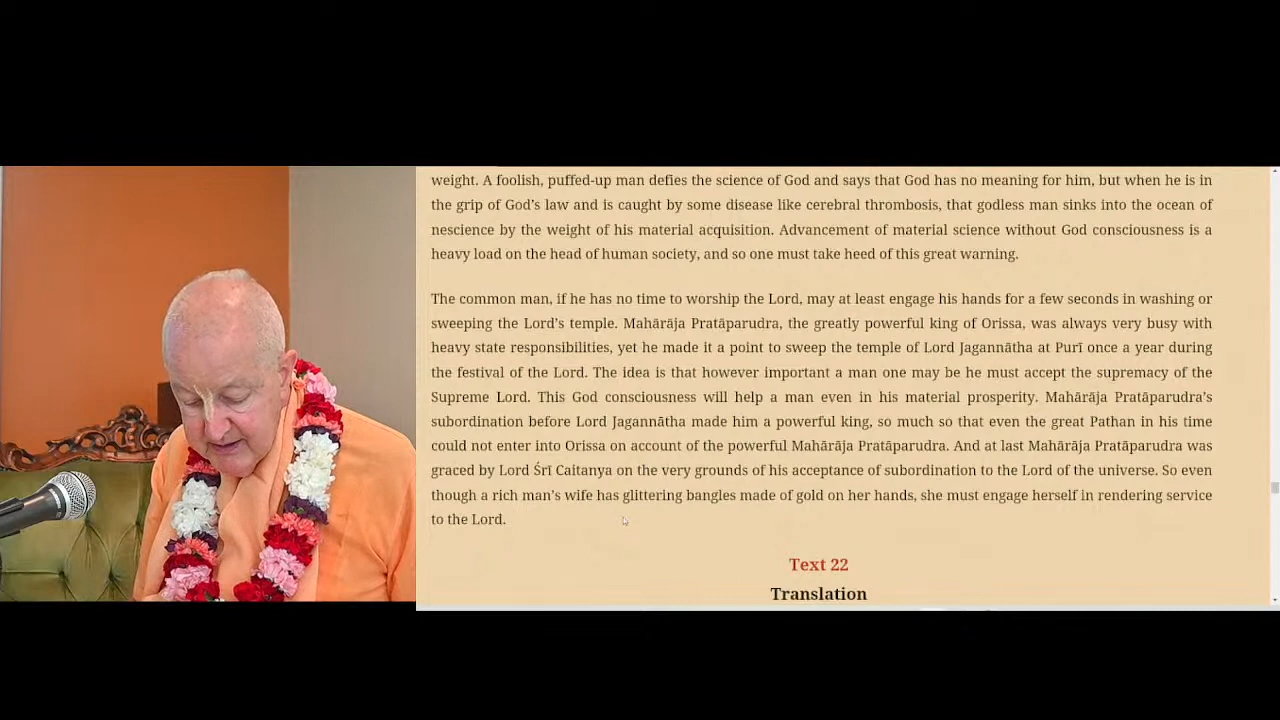 weight. A foolish, puffed-up man defies the science of God and says that God has no meaning for him, but when he is in
the grip of God’s law and is caught by some disease like cerebral thrombosis, that godless man sinks into the ocean of
nescience by the weight of his material acquisition. Advancement of material science without God consciousness is a
heavy load on the head of human society, and so one must take heed of this great warning.
The common man, if he has no time to worship the Lord, may at least engage his hands for a few seconds in washing or
sweeping the Lord’s temple. Mahārāja Pratāparudra, the greatly powerful king of Orissa, was always very busy with
heavy state responsibilities, yet he made it a point to sweep the temple of Lord Jagannātha at Purī once a year during
the festival of the Lord. The idea is that however important a man one may be he must accept the supremacy of the
Supreme Lord. This God consciousness will help a man even in his material prosperity. Mahārāja Pratāparudra’s
subordination before Lord Jagannātha made him a powerful king, so much so that even the great Pathan in his time
could not enter into Orissa on account of the powerful Mahārāja Pratāparudra. And at last Mahārāja Pratāparudra was
graced by Lord Śrī Caitanya on the very grounds of his acceptance of subordination to the Lord of the universe. So even
though a rich man’s wife has glittering bangles made of gold on her hands, she must engage herself in rendering service
to the Lord.
Text 22
Translation